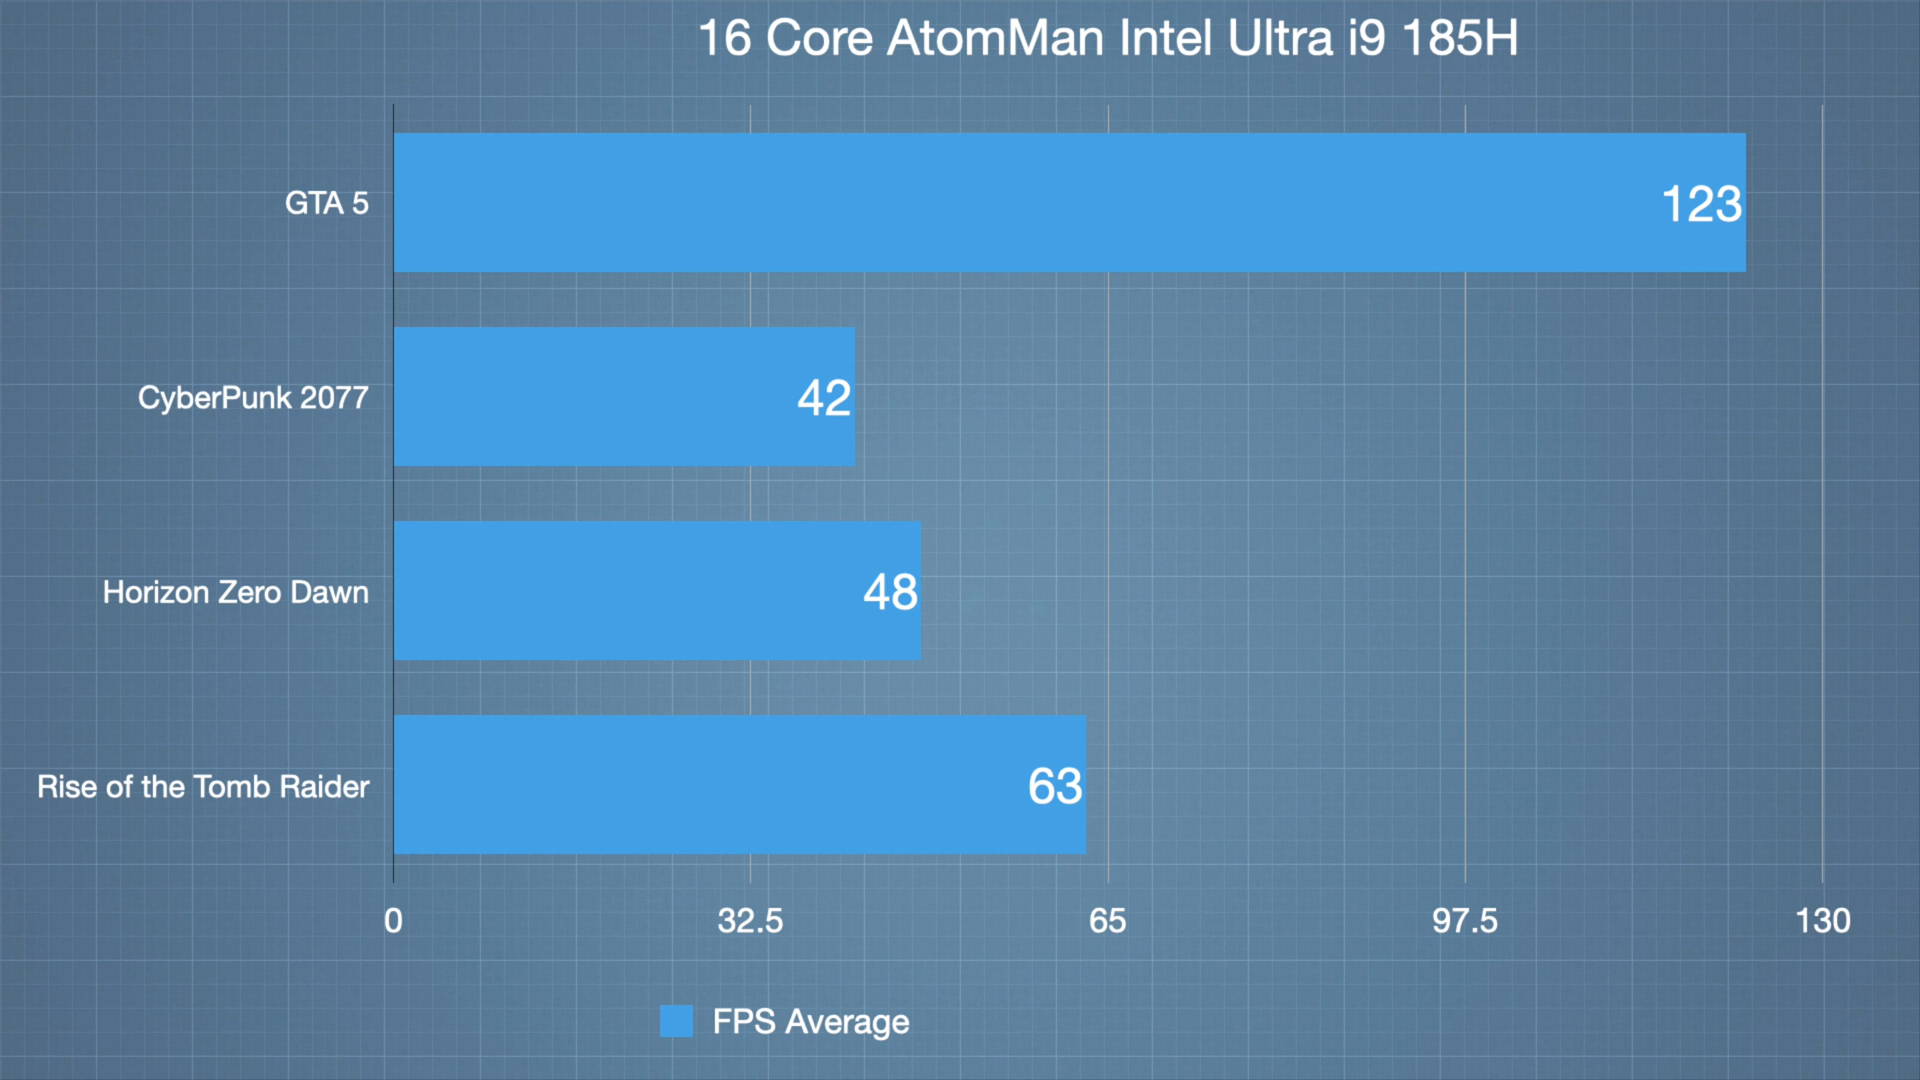 16 Core AtomMan Intel Ultra i9 185H
GTA 5
123
CyberPunk 2077
42
Horizon Zero Dawn
48
Rise of the Tomb Raider
63
0 32.5 65 97.5 130
FPS Average